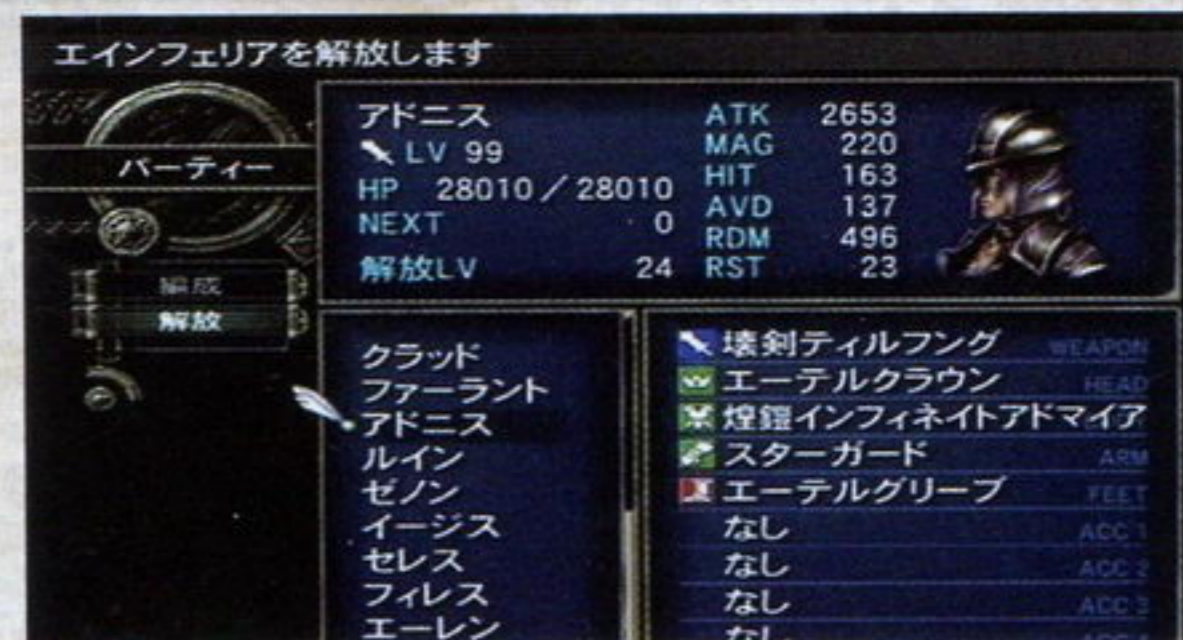 エインフェリアを解放します
パーティー
編成
解放
アドニス
LV 99
HP 28010／28010
NEXT 0
解放LV 24
ATK 2653
MAG 220
HIT 163
AVD 137
RDM 496
RST 23
クラッド
ファーラント
アドニス
ルイン
ゼノン
イージス
セレス
フィレス
エーレン
壊剣ティルフング WEAPON
エーテルクラウン HEAD
煌鎧インフィネイトアドマイア
スターガード ARM
エーテルグリーブ FEET
なし ACC 1
なし ACC 2
なし ACC 3
なし